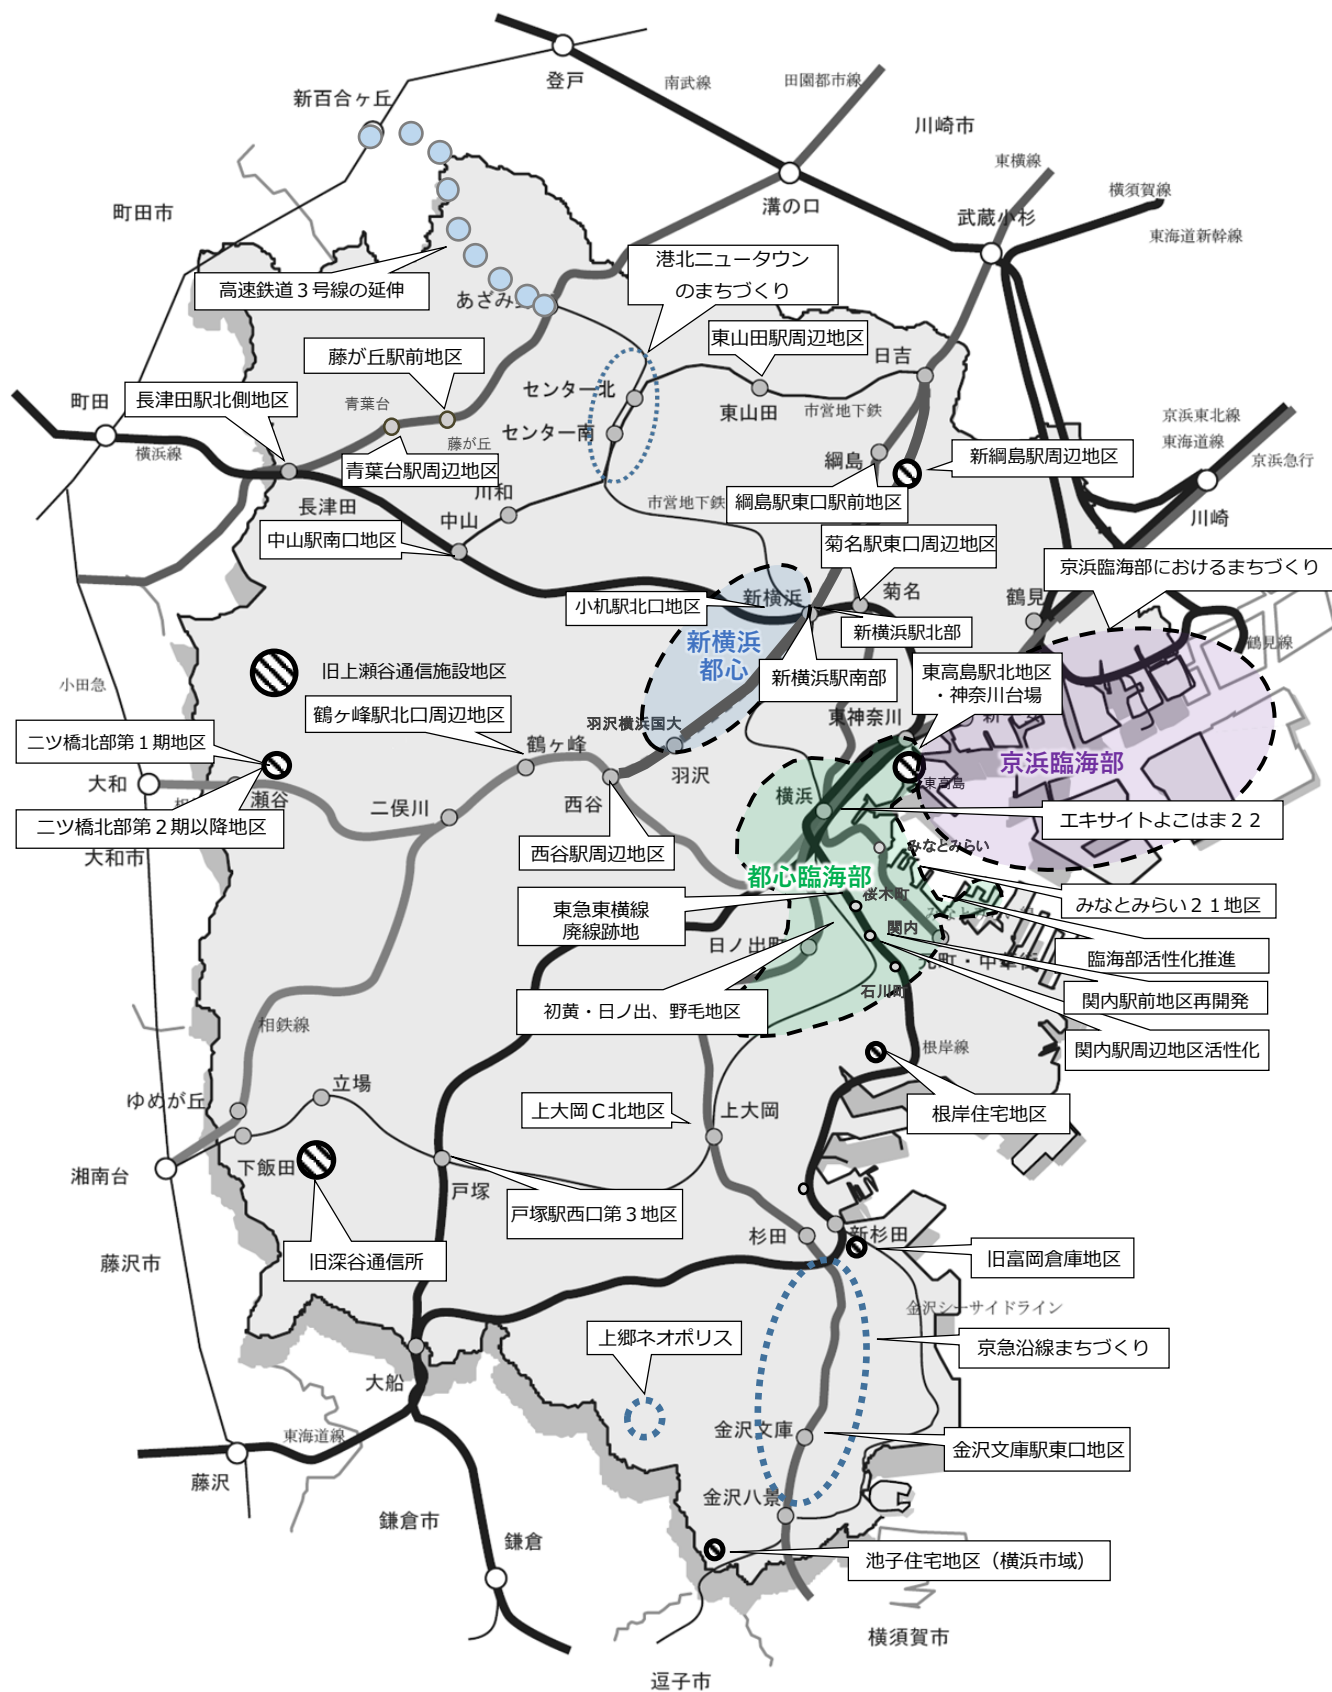 登戸
南武線
田園都市線
新百合ヶ丘
川崎市
東横線
横須賀線
町田市
溝の口
武蔵小杉
東海道新幹線
高速鉄道３号線の延伸
港北ニュータウン
のまちづくり
あざみ
東山田駅周辺地区
日吉
藤が丘駅前地区
長津田駅北側地区
町田
青葉台
センター北
東山田
市営地下鉄
京浜東北線
東海道線
京浜急行
横浜線
藤が丘
センター南
青葉台駅周辺地区
綱島
新綱島駅周辺地区
川和
長津田
中山
市営地下鉄
綱島駅東口駅前地区
川崎
中山駅南口地区
菊名駅東口周辺地区
京浜臨海部におけるまちづくり
小机駅北口地区
新横浜
菊名
鶴見
新横浜駅北部
新横浜
都心
鶴見線
旧上瀬谷通信施設地区
新横浜駅南部
東高島駅北地区
・神奈川台場
小田急
鶴ヶ峰駅北口周辺地区
羽沢横浜国大
東神奈川
二ツ橋北部第１期地区
鶴ヶ峰
羽沢
京浜臨海部
大和
瀬谷
東高島
二俣川
西谷
横浜
二ツ橋北部第２期以降地区
エキサイトよこはま２２
大和市
西谷駅周辺地区
みなとみらい
都心臨海部
桜木町
みなとみらい２１地区
東急東横線
廃線跡地
関内
日ノ出町
臨海部活性化推進
元町・中華街
石川町
関内駅前地区再開発
初黄・日ノ出、野毛地区
相鉄線
関内駅周辺地区活性化
根岸線
ゆめが丘
立場
上大岡Ｃ北地区
上大岡
根岸住宅地区
湘南台
下飯田
戸塚
戸塚駅西口第３地区
杉田
新杉田
藤沢市
旧深谷通信所
旧富岡倉庫地区
金沢シーサイドライン
上郷ネオポリス
京急沿線まちづくり
大船
東海道線
金沢文庫
金沢文庫駅東口地区
藤沢
金沢八景
鎌倉市
鎌倉
池子住宅地区（横浜市域）
横須賀市
逗子市